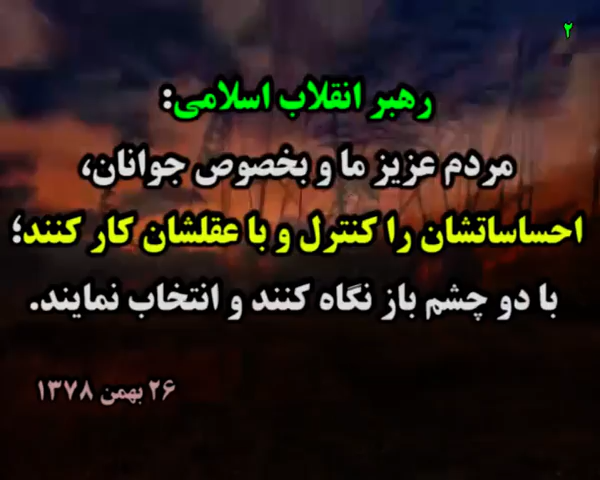 ۲
رهبر انقلاب اسلامی:
مردم عزیز ما و بخصوص جوانان،
احساساتشان را کنترل و با عقلشان کار کنند؛
با دو چشم باز نگاه کنند و انتخاب نمایند.
۲۶ بهمن ۱۳۷۸